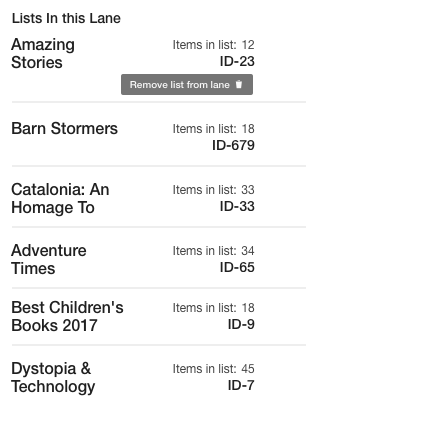 Lists In this Lane
Amazing Stories
Items in list: 12
ID-23
Remove list from lane
Barn Stormers
Items in list: 18
ID-679
Catalonia: An Homage To
Items in list: 33
ID-33
Adventure Times
Items in list: 34
ID-65
Best Children's Books 2017
Items in list: 18
ID-9
Dystopia & Technology
Items in list: 45
ID-7